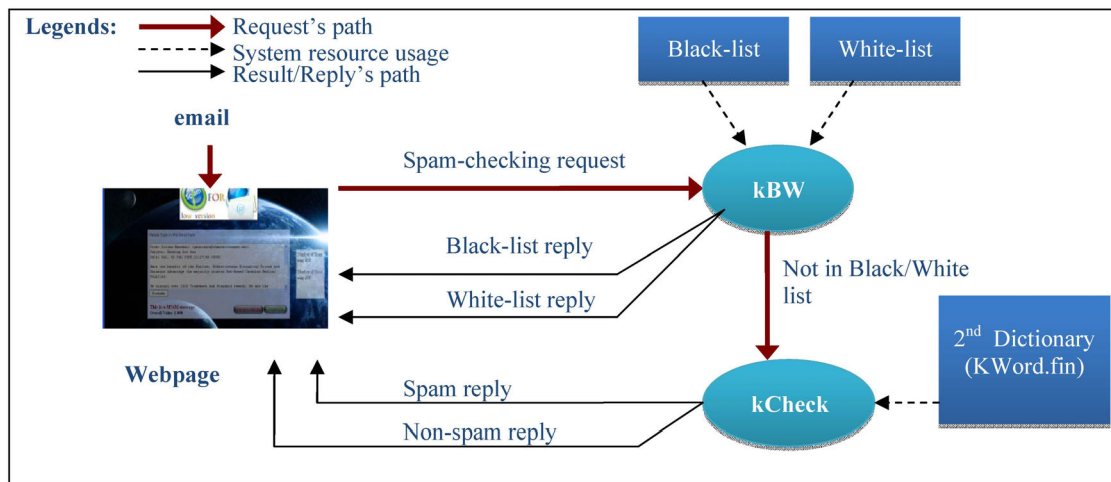 Legends:
Request's path
System resource usage
Result/Reply's path
Black-list
White-list
email
Spam-checking request
kBW
FOR
Black-list reply
White-list reply
Not in Black/White
list
2nd Dictionary
(KWord.fin)
Webpage
Spam reply
kCheck
Non-spam reply